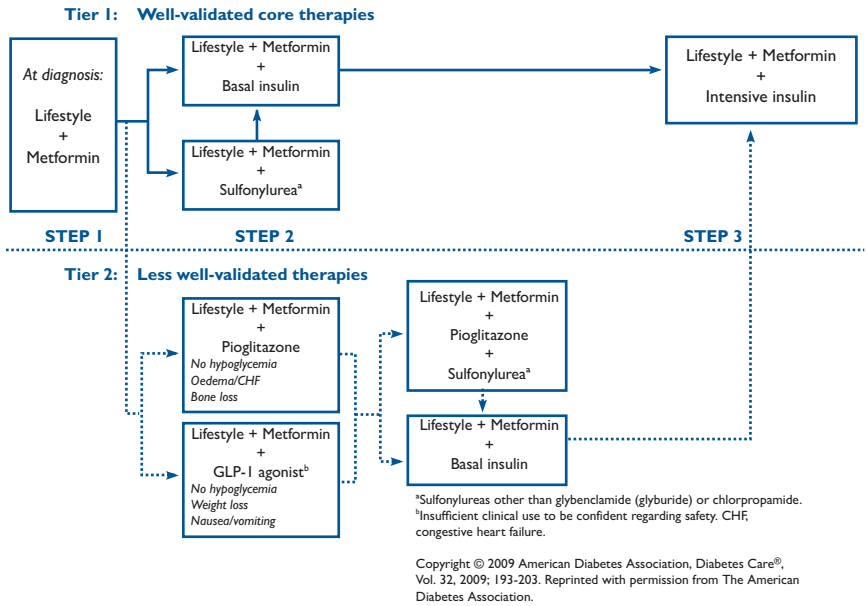 Tier 1: Well-validated core therapies
At diagnosis:
Lifestyle
+
Metformin
Lifestyle + Metformin
+
Basal insulin
Lifestyle + Metformin
+
Sulfonylureaᵃ
Lifestyle + Metformin
+
Intensive insulin
STEP 1
STEP 2
STEP 3
Tier 2: Less well-validated therapies
Lifestyle + Metformin
+
Pioglitazone
No hypoglycemia
Oedema/CHF
Bone loss
Lifestyle + Metformin
+
GLP-1 agonistᵇ
No hypoglycemia
Weight loss
Nausea/vomiting
Lifestyle + Metformin
+
Pioglitazone
+
Sulfonylureaᵃ
Lifestyle + Metformin
+
Basal insulin
ᵃSulfonylureas other than glybenclamide (glyburide) or chlorpropamide.
ᵇInsufficient clinical use to be confident regarding safety. CHF,
congestive heart failure.
Copyright © 2009 American Diabetes Association, Diabetes Care®,
Vol. 32, 2009; 193-203. Reprinted with permission from The American
Diabetes Association.